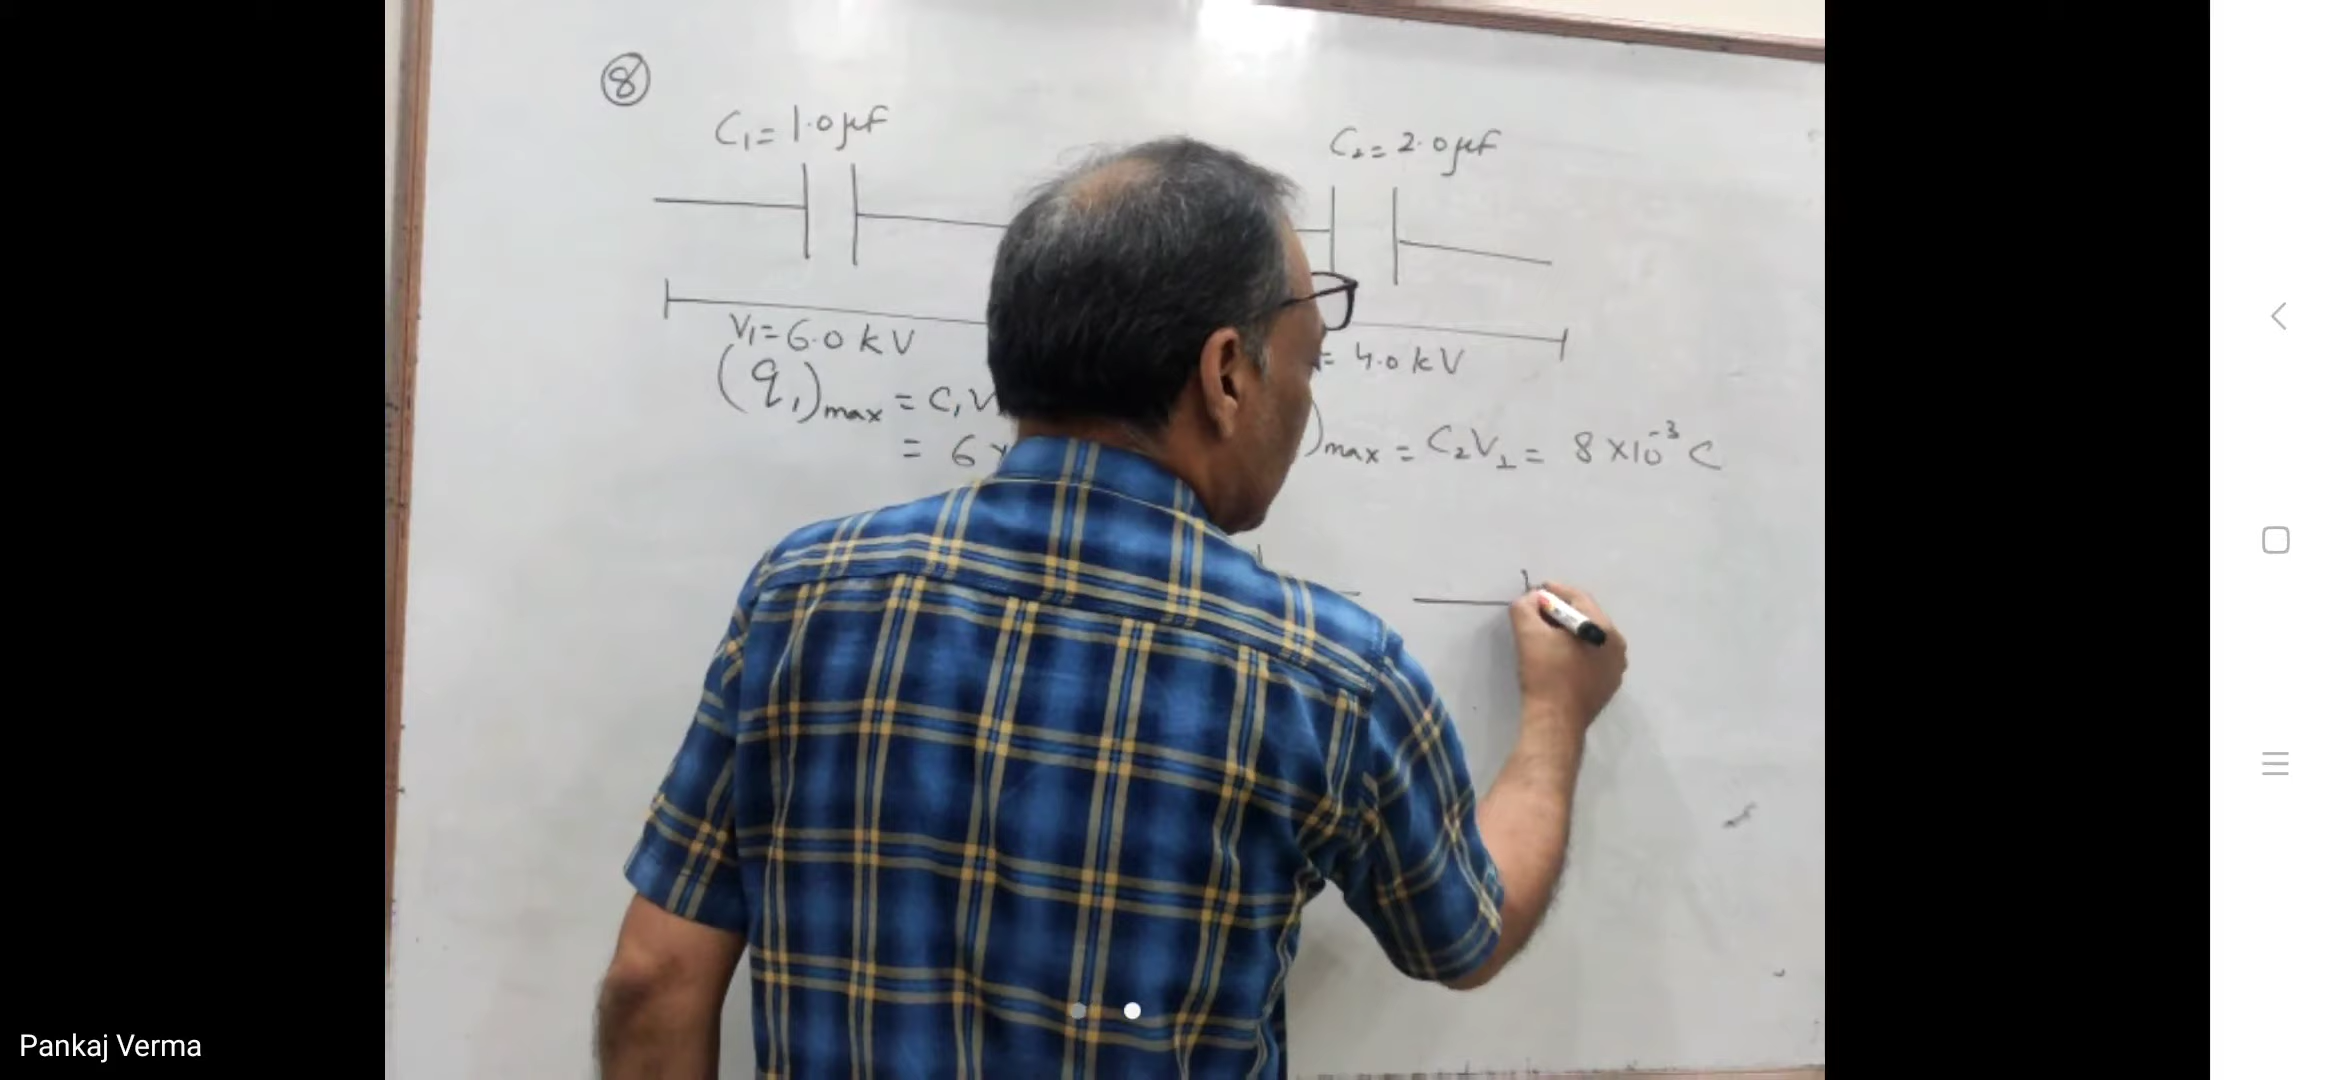 8
C₁ = 1.0 μF
C₂ = 2.0 μF
V₁ = 6.0 kV
= 4.0 kV
(q₁)max = C₁V
= 6 ×
)max = C₂V₂ = 8 × 10⁻³ C
Pankaj Verma